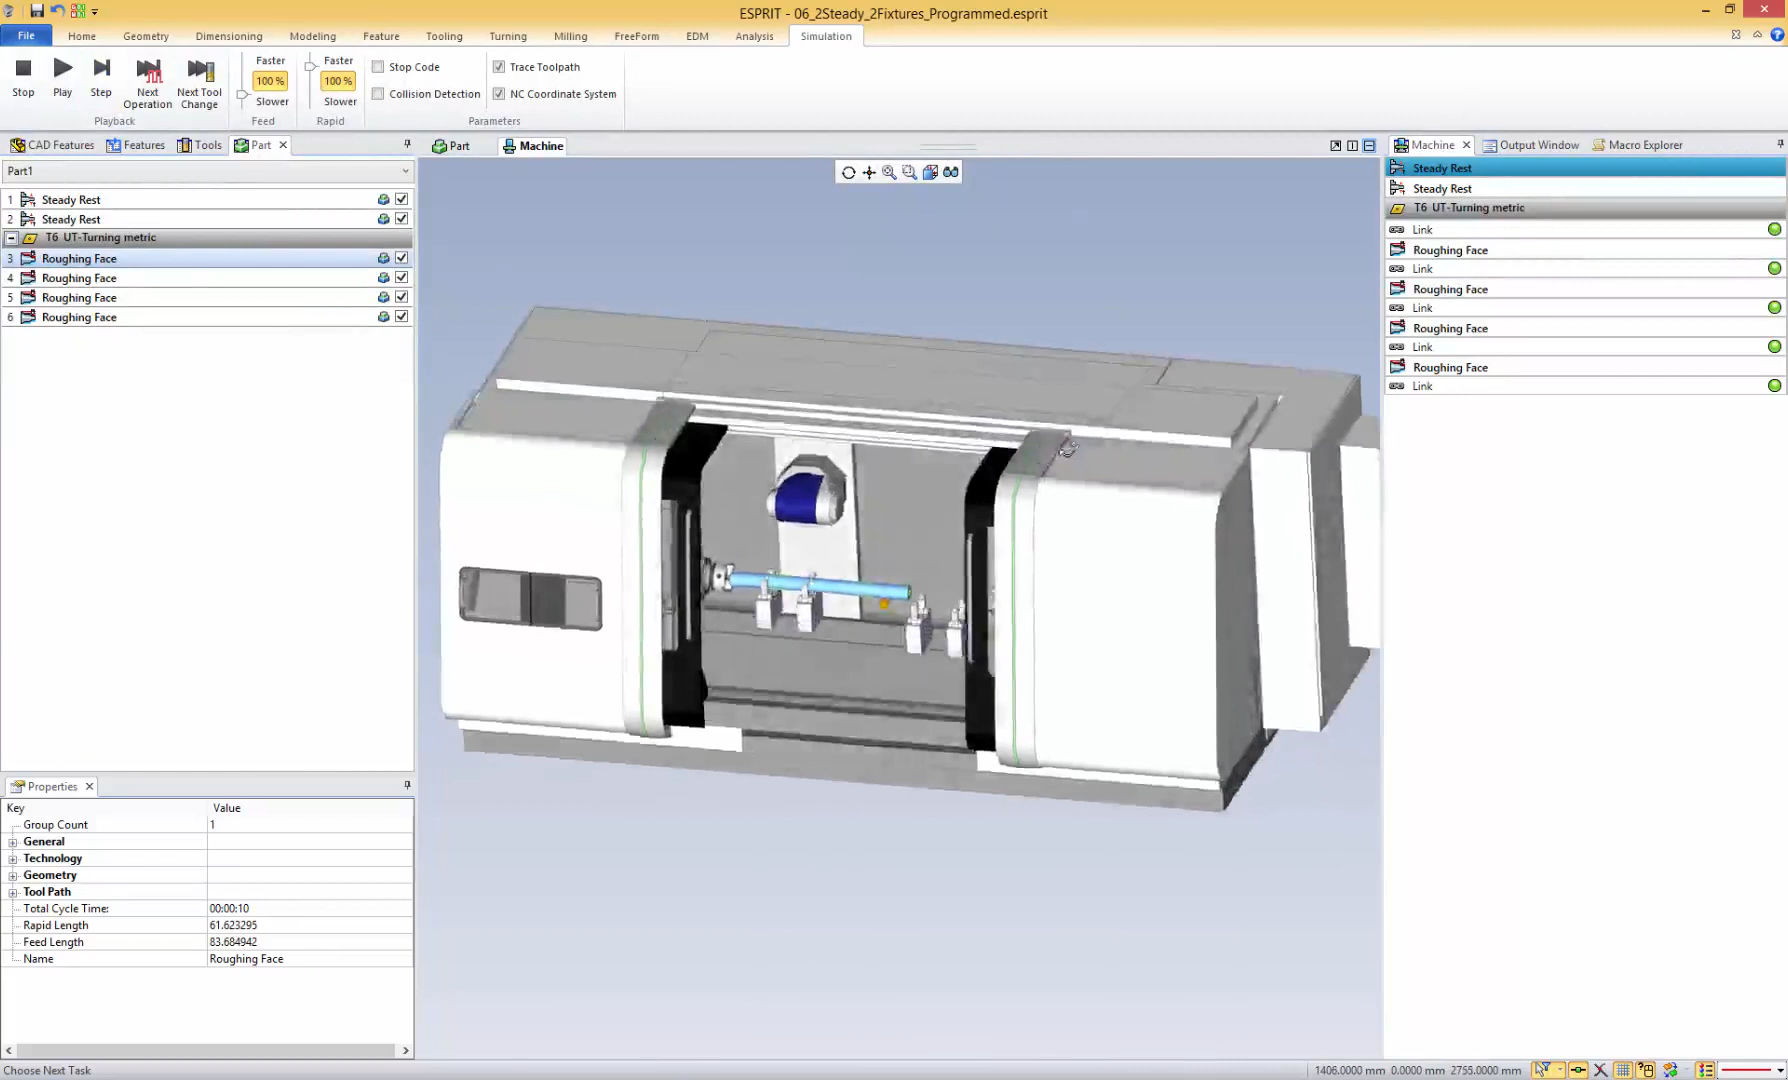 ESPRIT - 06_2Steady_2Fixtures_Programmed.esprit
File Home Geometry Dimensioning Modeling Feature Tooling Turning Milling FreeForm EDM Analysis Simulation
Stop
Play
Step
Next Operation
Next Tool Change
Playback
Faster
100 %
Slower
Feed
Faster
100 %
Slower
Rapid
Stop Code
Collision Detection
Trace Toolpath
NC Coordinate System
Parameters
CAD Features Features Tools Part
Part1
1 Steady Rest
2 Steady Rest
T6 UT-Turning metric
3 Roughing Face
4 Roughing Face
5 Roughing Face
6 Roughing Face
Properties
Key Value
Group Count 1
General
Technology
Geometry
Tool Path
Total Cycle Time: 00:00:10
Rapid Length 61.623295
Feed Length 83.684942
Name Roughing Face
Part Machine
Machine Output Window Macro Explorer
Steady Rest
Steady Rest
T6 UT-Turning metric
Link
Roughing Face
Link
Roughing Face
Link
Roughing Face
Link
Roughing Face
Link
Choose Next Task
1406.0000 mm 0.0000 mm 2755.0000 mm